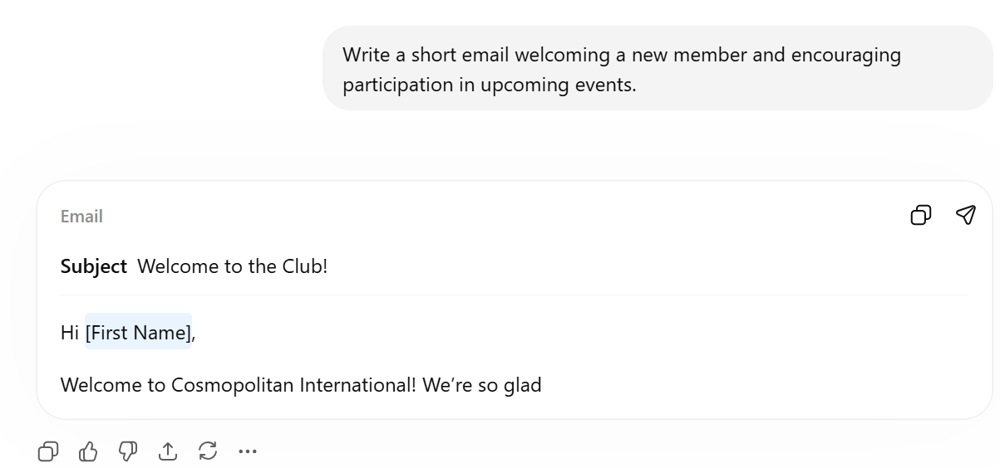 Write a short email welcoming a new member and encouraging
participation in upcoming events.
Email
Subject Welcome to the Club!
Hi [First Name],
Welcome to Cosmopolitan International! We’re so glad